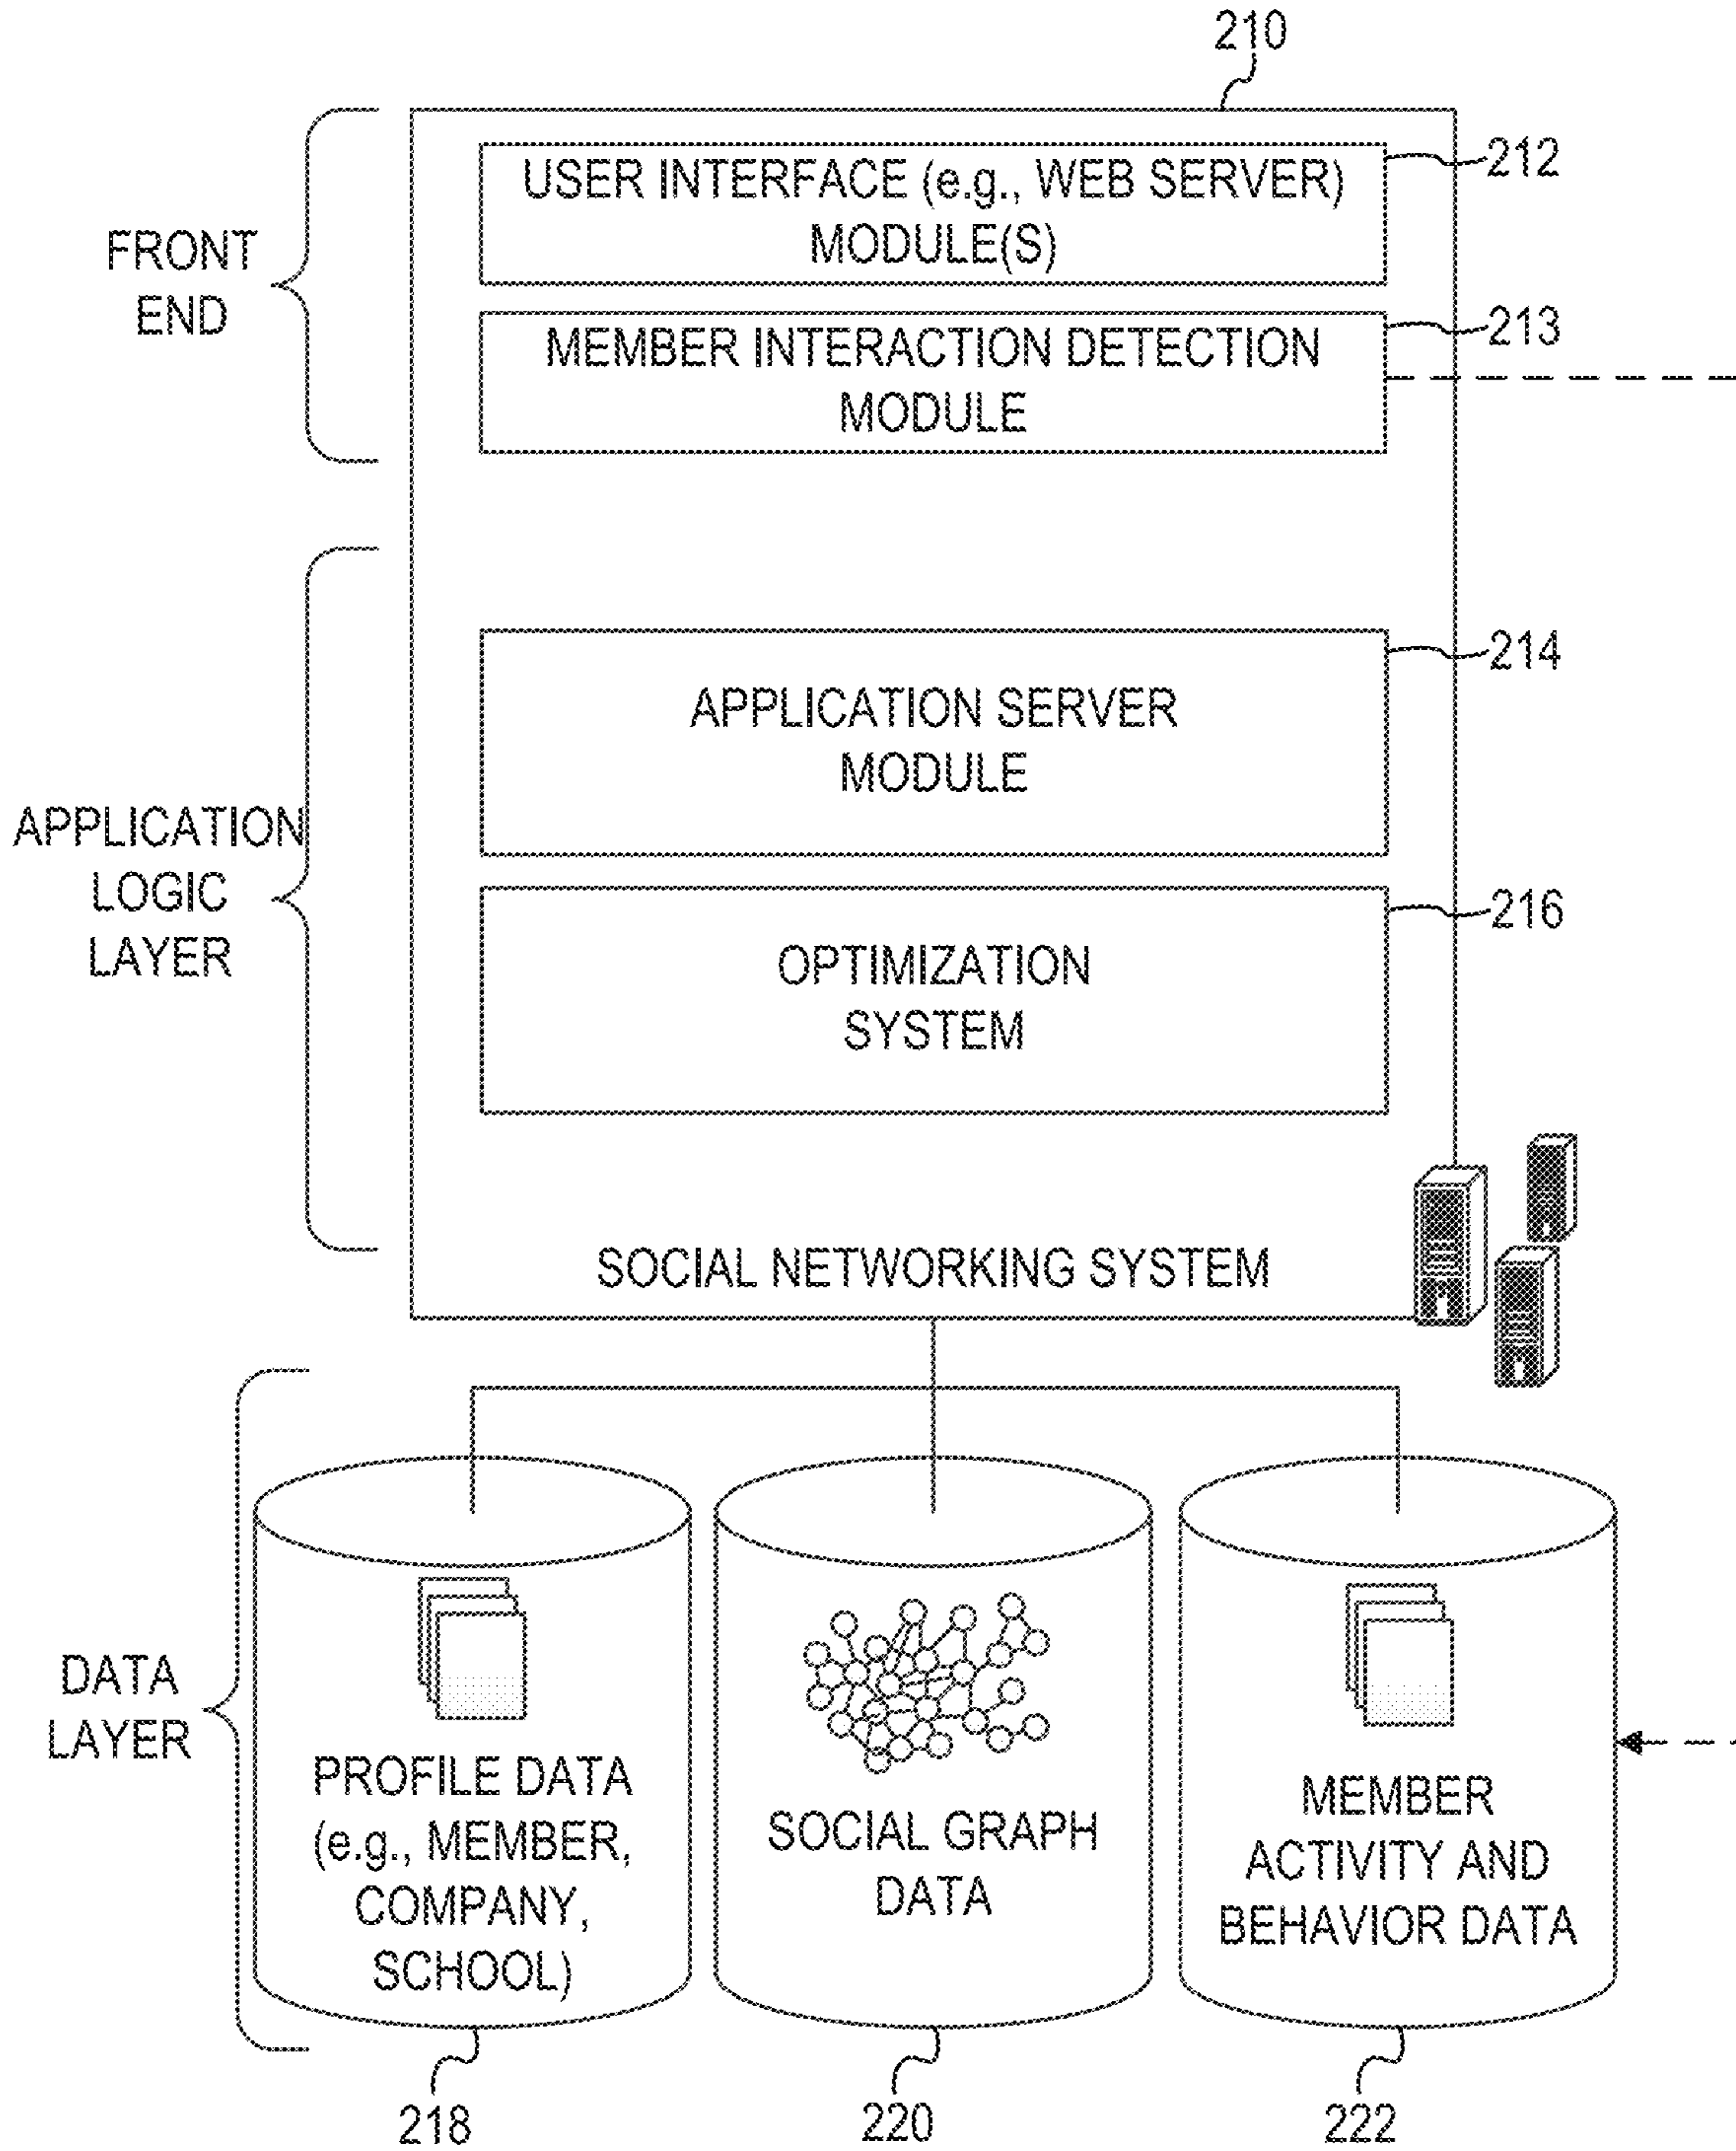 210
USER INTERFACE (e.g., WEB SERVER)
MODULE(S)
212
FRONT
END
MEMBER INTERACTION DETECTION
MODULE
213
APPLICATION SERVER
MODULE
214
APPLICATION
LOGIC
LAYER
OPTIMIZATION
SYSTEM
216
SOCIAL NETWORKING SYSTEM
DATA
LAYER
PROFILE DATA
(e.g., MEMBER,
COMPANY,
SCHOOL)
SOCIAL GRAPH
DATA
MEMBER
ACTIVITY AND
BEHAVIOR DATA
218
220
222